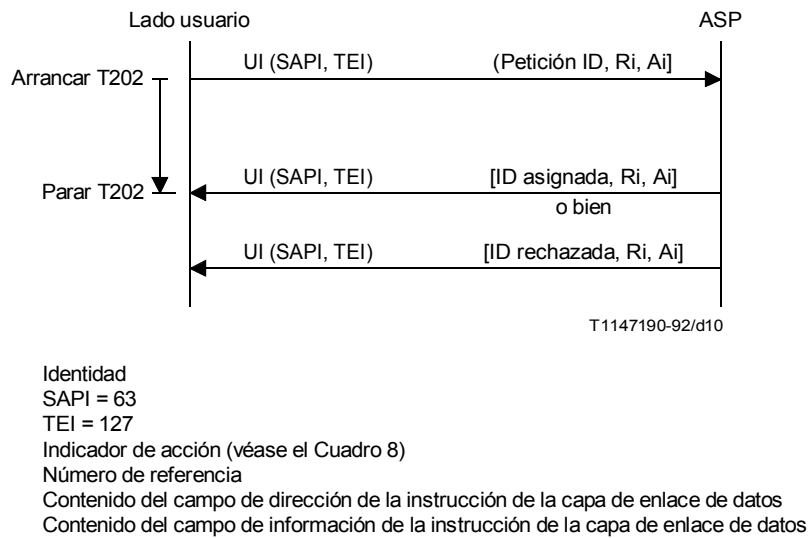 Lado usuario ASP
UI (SAPI, TEI) (Petición ID, Ri, Ai]
Arrancar T202
UI (SAPI, TEI) [ID asignada, Ri, Ai]
Parar T202
o bien
UI (SAPI, TEI) [ID rechazada, Ri, Ai]
T1147190-92/d10
Identidad
SAPI = 63
TEI = 127
Indicador de acción (véase el Cuadro 8)
Número de referencia
Contenido del campo de dirección de la instrucción de la capa de enlace de datos
Contenido del campo de información de la instrucción de la capa de enlace de datos